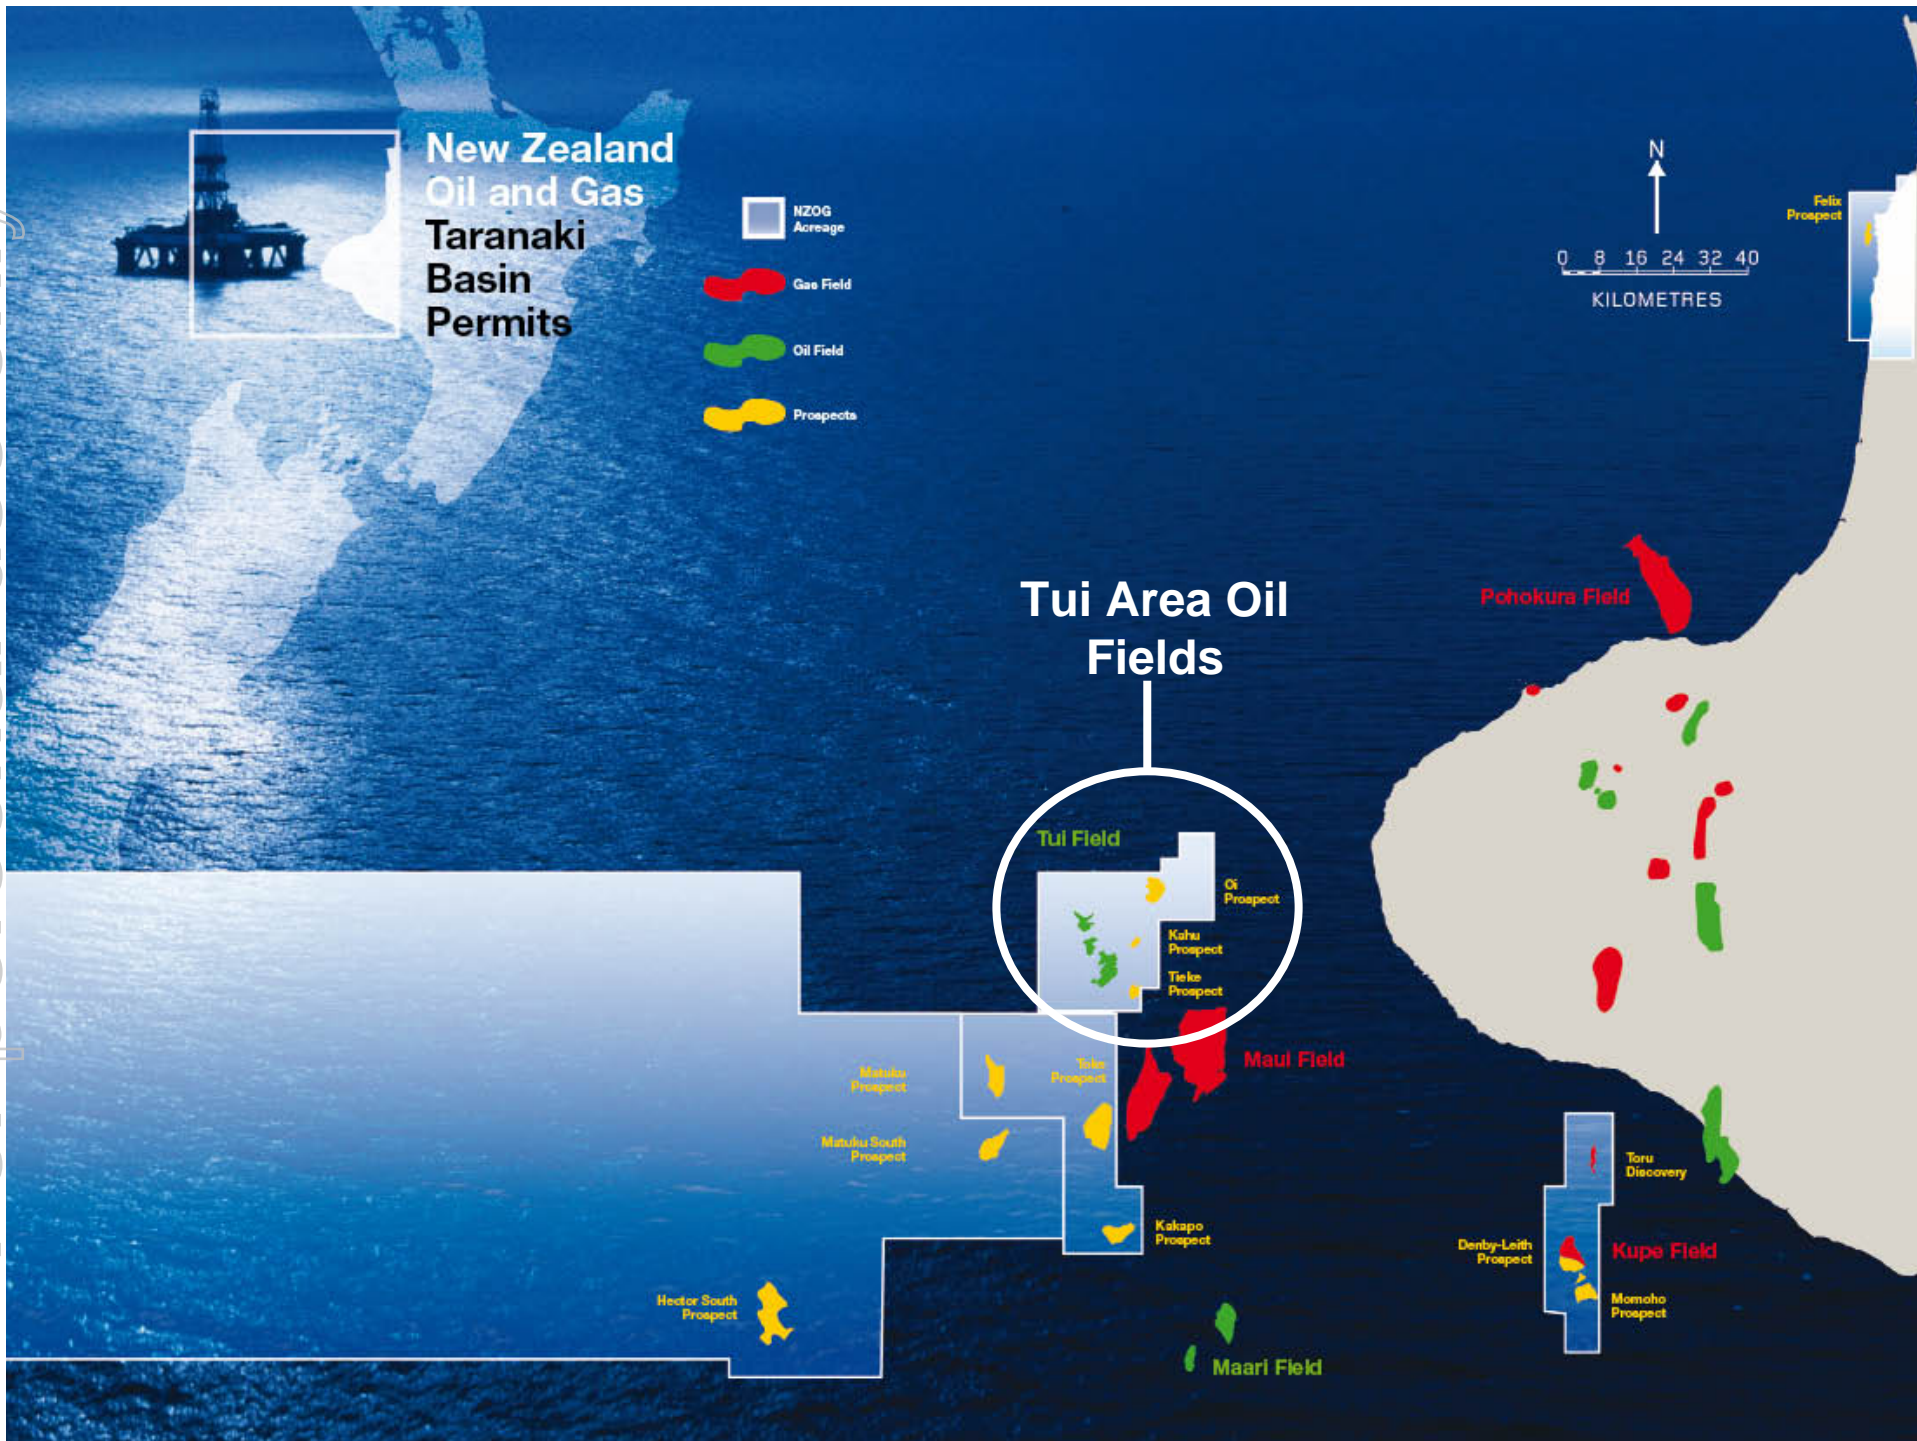 New Zealand
Oil and Gas
Taranaki
Basin
Permits
NZOG
Acreage
Gas Field
Oil Field
Prospects
N
0 8 16 24 32 40
KILOMETRES
Felix
Prospect
Pohokura Field
Tui Area Oil
Fields
Tui Field
Oi
Prospect
Kahu
Prospect
Tieke
Prospect
Maui Field
Matuku
Prospect
Toke
Prospect
Matuku South
Prospect
Toru
Discovery
Kakapo
Prospect
Denby-Leith
Prospect
Kupe Field
Momoho
Prospect
Hector South
Prospect
Maari Field